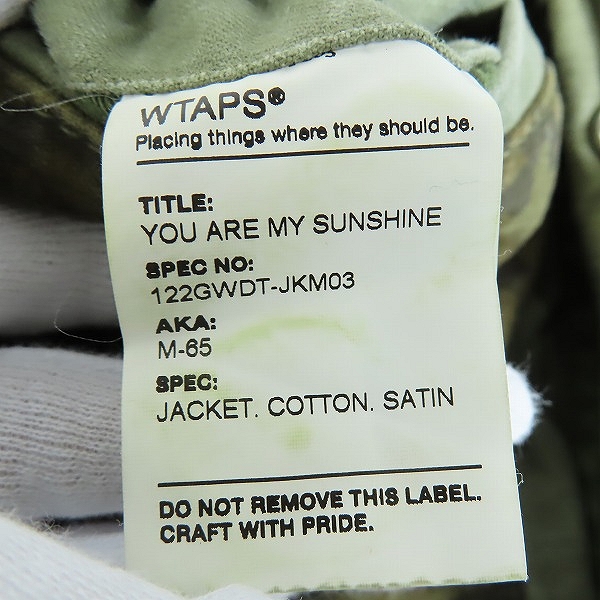 WTAPS®
Placing things where they should be.
TITLE:
YOU ARE MY SUNSHINE
SPEC NO:
122GWDT-JKM03
AKA:
M-65
SPEC:
JACKET. COTTON. SATIN
DO NOT REMOVE THIS LABEL.
CRAFT WITH PRIDE.